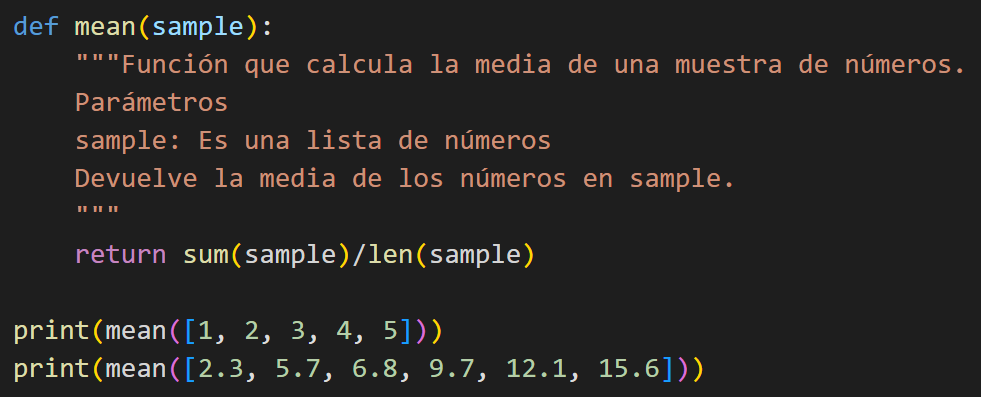 def mean(sample):
    """Función que calcula la media de una muestra de números.
    Parámetros
    sample: Es una lista de números
    Devuelve la media de los números en sample.
    """
    return sum(sample)/len(sample)

print(mean([1, 2, 3, 4, 5]))
print(mean([2.3, 5.7, 6.8, 9.7, 12.1, 15.6]))